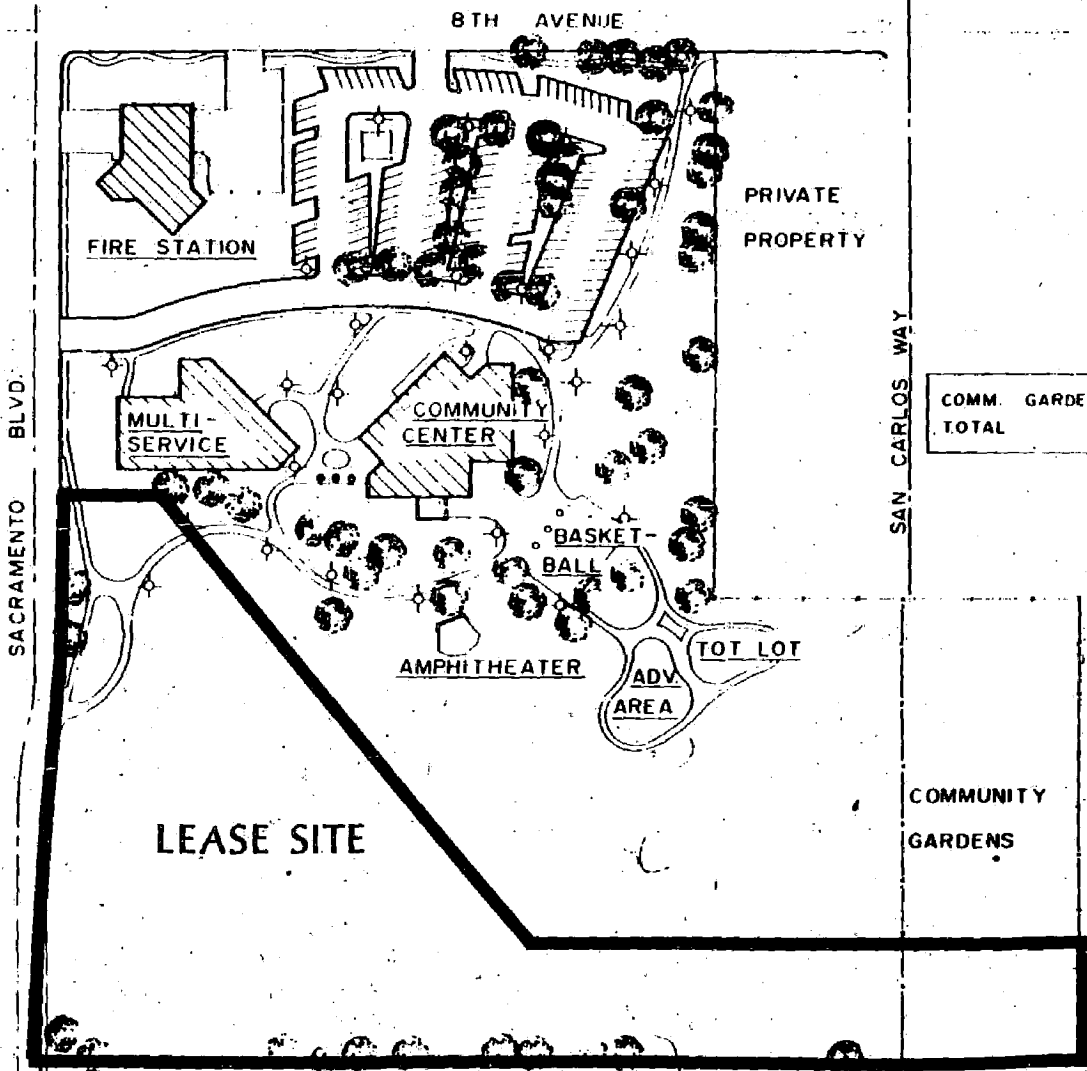 8TH AVENUE
FIRE STATION
PRIVATE
PROPERTY
SACRAMENTO BLVD.
SAN CARLOS WAY
MULTI-
SERVICE
COMMUNITY
CENTER
COMM. GARDE
TOTAL
BASKET-
BALL
AMPHITHEATER
TOT LOT
ADV.
AREA
LEASE SITE
COMMUNITY
GARDENS